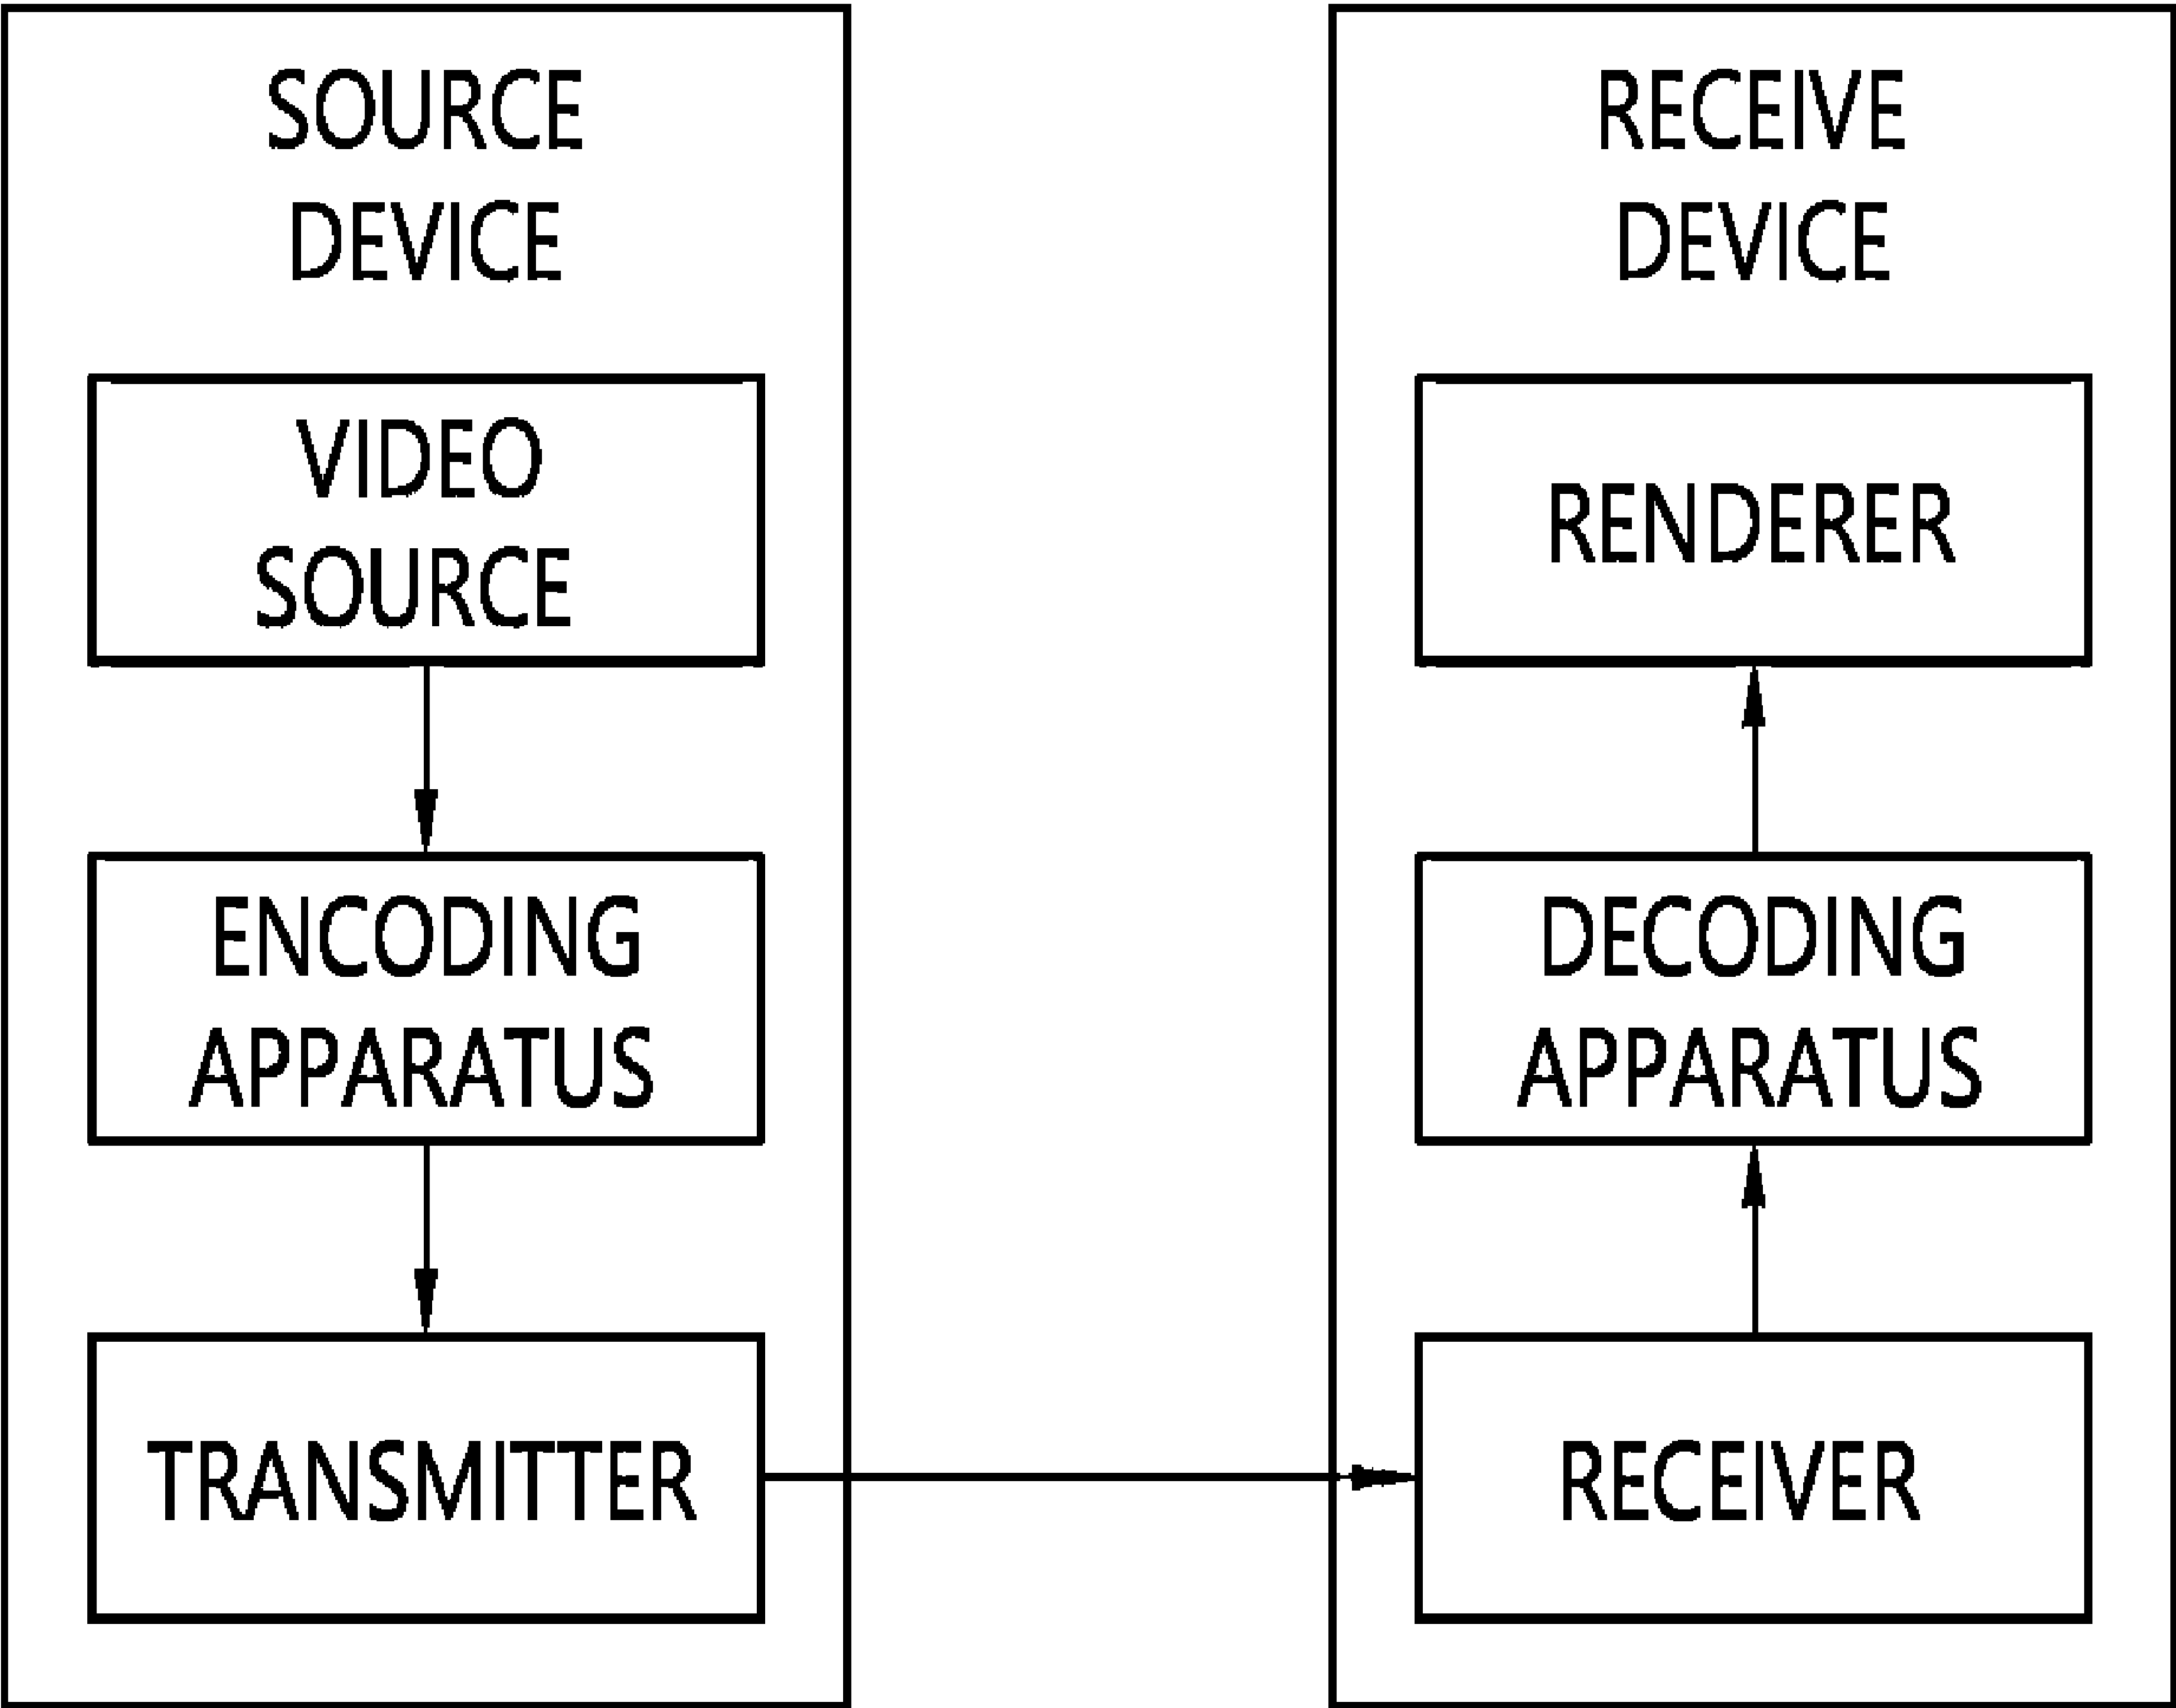 SOURCE
DEVICE
VIDEO
SOURCE
ENCODING
APPARATUS
TRANSMITTER
RECEIVE
DEVICE
RENDERER
DECODING
APPARATUS
RECEIVER